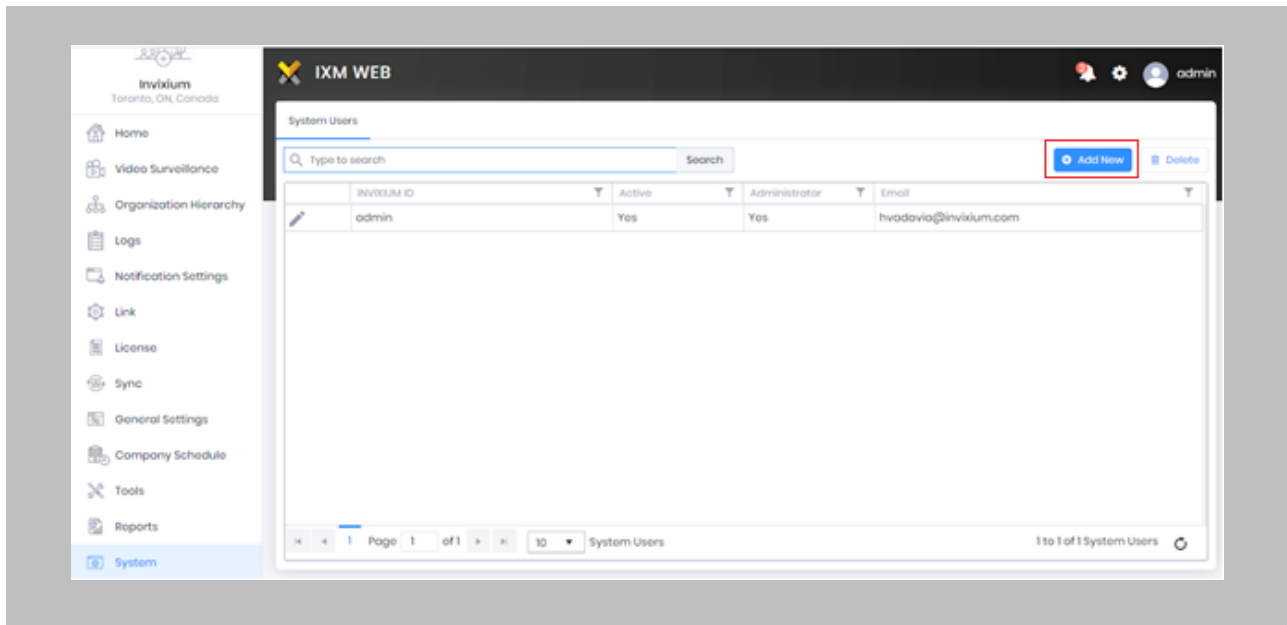 Invixium
Toronto, ON, Canada
Home
Video Surveillance
Organization Hierarchy
Logs
Notification Settings
Link
License
Sync
General Settings
Company Schedule
Tools
Reports
System
IXM WEB
admin
System Users
Type to search Search Add New Delete
INVIXIUM ID Active Administrator Email
admin Yes Yes hvadavia@invixium.com
1 Page 1 of 1 10 System Users 1 to 1 of 1 System Users